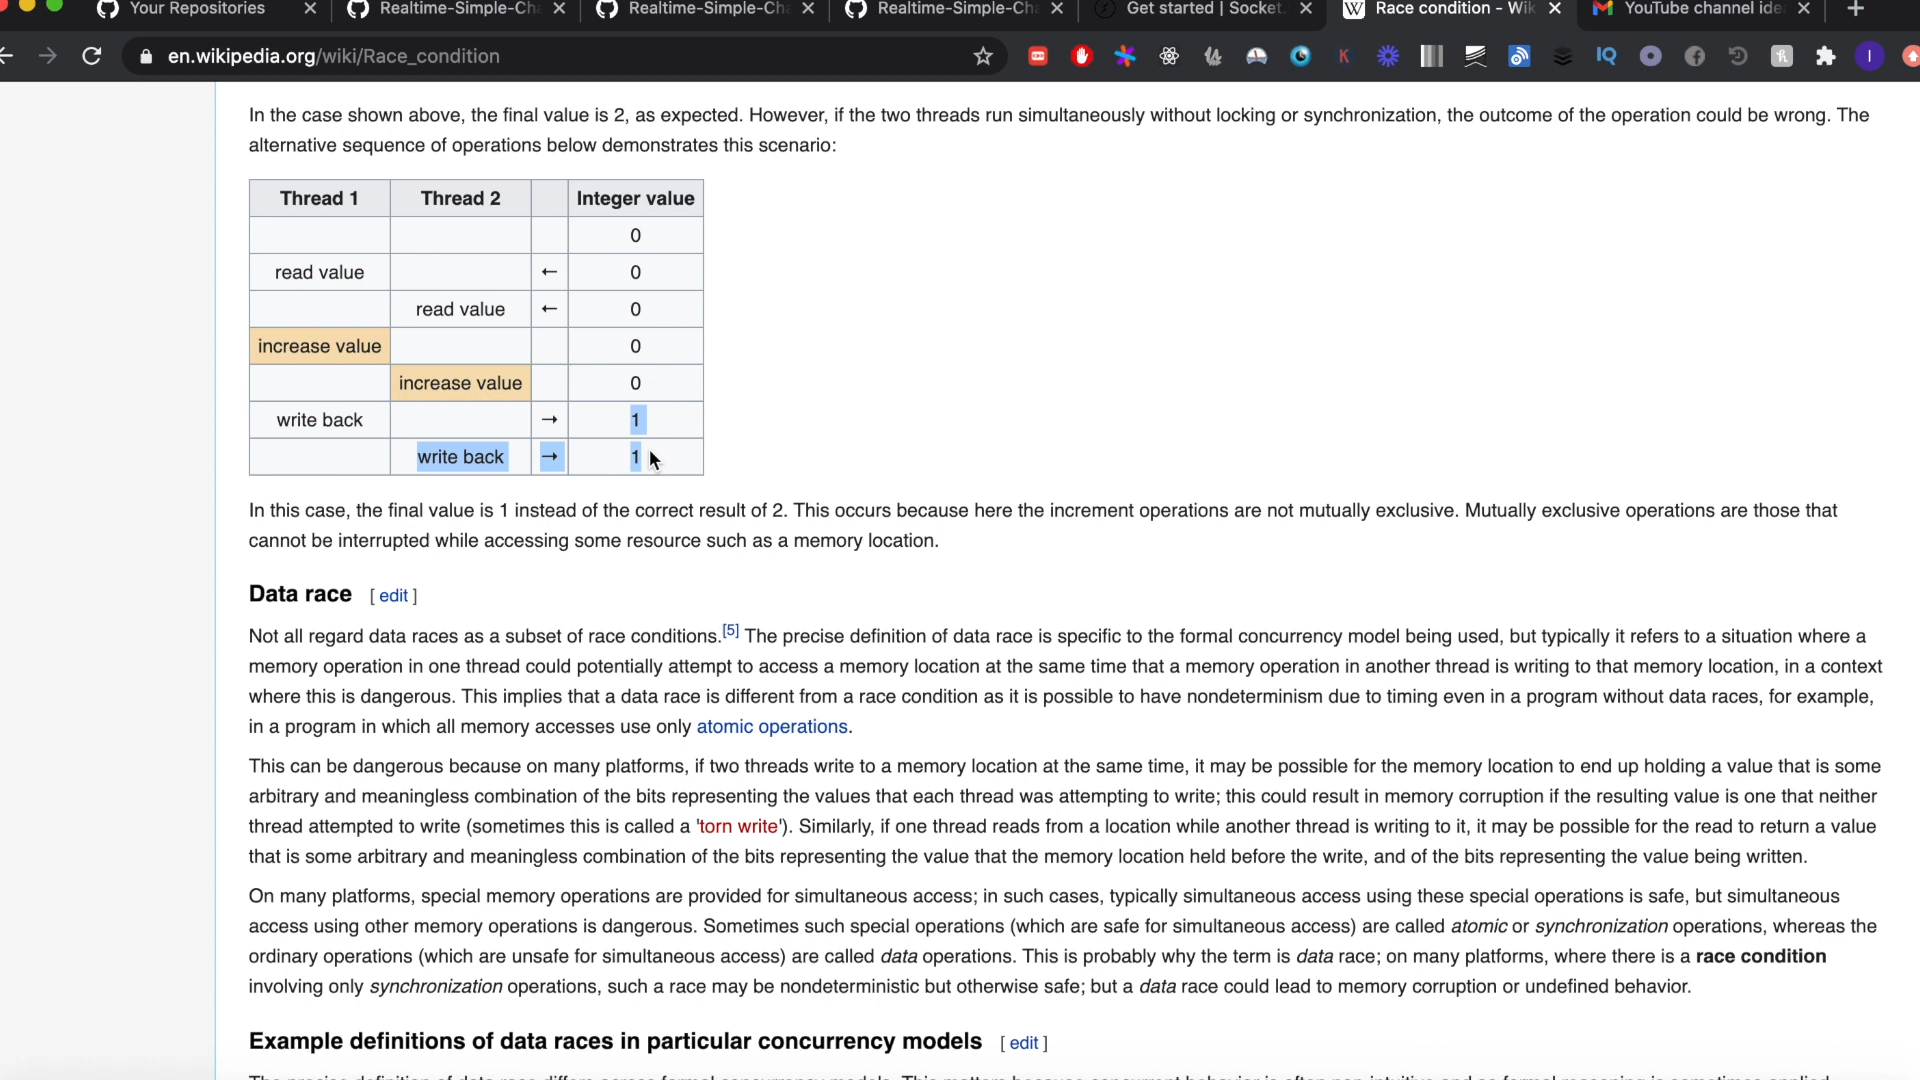 Your Repositories
Realtime-Simple-Ch
Realtime-Simple-Ch
Realtime-Simple-Ch
Get started | Socket.
Race condition - Wik
YouTube channel ide
en.wikipedia.org/wiki/Race_condition
In the case shown above, the final value is 2, as expected. However, if the two threads run simultaneously without locking or synchronization, the outcome of the operation could be wrong. The
alternative sequence of operations below demonstrates this scenario:
Thread 1 Thread 2 Integer value
0
read value ← 0
read value ← 0
increase value 0
increase value 0
write back → 1
write back → 1
In this case, the final value is 1 instead of the correct result of 2. This occurs because here the increment operations are not mutually exclusive. Mutually exclusive operations are those that
cannot be interrupted while accessing some resource such as a memory location.
Data race [ edit ]
Not all regard data races as a subset of race conditions.[5] The precise definition of data race is specific to the formal concurrency model being used, but typically it refers to a situation where a
memory operation in one thread could potentially attempt to access a memory location at the same time that a memory operation in another thread is writing to that memory location, in a context
where this is dangerous. This implies that a data race is different from a race condition as it is possible to have nondeterminism due to timing even in a program without data races, for example,
in a program in which all memory accesses use only atomic operations.
This can be dangerous because on many platforms, if two threads write to a memory location at the same time, it may be possible for the memory location to end up holding a value that is some
arbitrary and meaningless combination of the bits representing the values that each thread was attempting to write; this could result in memory corruption if the resulting value is one that neither
thread attempted to write (sometimes this is called a 'torn write'). Similarly, if one thread reads from a location while another thread is writing to it, it may be possible for the read to return a value
that is some arbitrary and meaningless combination of the bits representing the value that the memory location held before the write, and of the bits representing the value being written.
On many platforms, special memory operations are provided for simultaneous access; in such cases, typically simultaneous access using these special operations is safe, but simultaneous
access using other memory operations is dangerous. Sometimes such special operations (which are safe for simultaneous access) are called atomic or synchronization operations, whereas the
ordinary operations (which are unsafe for simultaneous access) are called data operations. This is probably why the term is data race; on many platforms, where there is a race condition
involving only synchronization operations, such a race may be nondeterministic but otherwise safe; but a data race could lead to memory corruption or undefined behavior.
Example definitions of data races in particular concurrency models [ edit ]